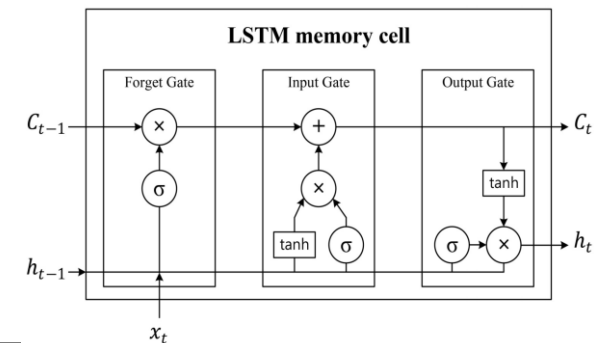 LSTM memory cell
Forget Gate
Input Gate
Output Gate
C_{t−1}
×
+
C_t
σ
×
tanh
tanh
σ
σ
×
h_t
h_{t−1}
x_t